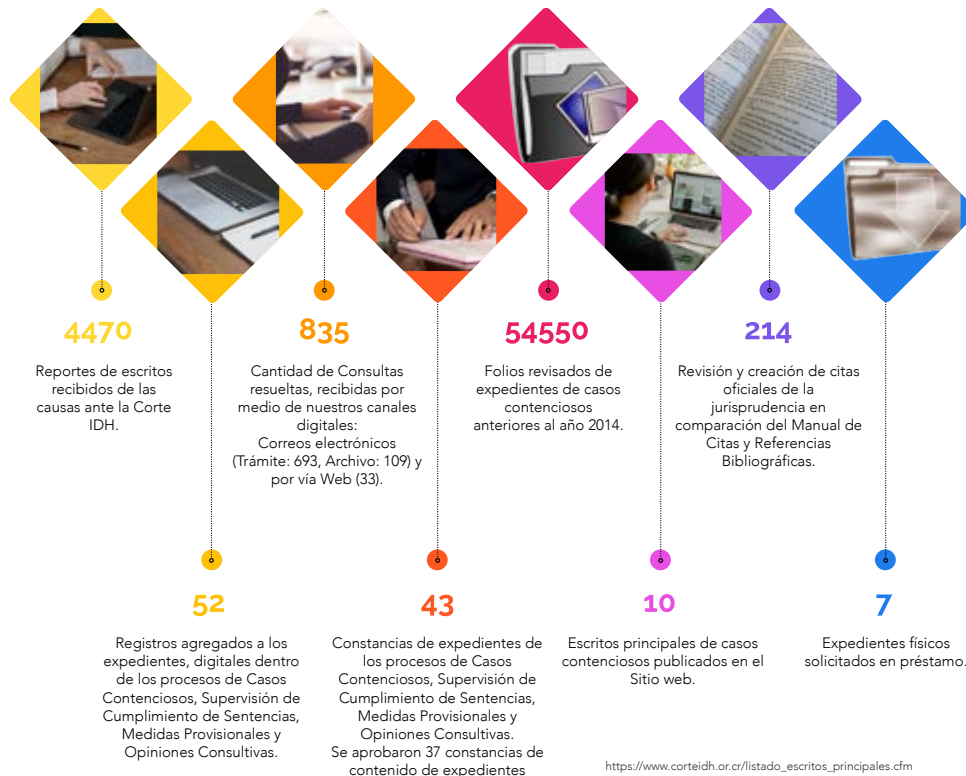 4470
Reportes de escritos
recibidos de las
causas ante la Corte
IDH.
52
Registros agregados a los
expedientes, digitales dentro
de los procesos de Casos
Contenciosos, Supervisión de
Cumplimiento de Sentencias,
Medidas Provisionales y
Opiniones Consultivas.
835
Cantidad de Consultas
resueltas, recibidas por
medio de nuestros canales
digitales:
Correos electrónicos
(Trámite: 693, Archivo: 109) y
por vía Web (33).
43
Constancias de expedientes de
los procesos de Casos
Contenciosos, Supervisión de
Cumplimiento de Sentencias,
Medidas Provisionales y
Opiniones Consultivas.
Se aprobaron 37 constancias de
contenido de expedientes
54550
Folios revisados de
expedientes de casos
contenciosos
anteriores al año 2014.
10
Escritos principales de casos
contenciosos publicados en el
Sitio web.
214
Revisión y creación de citas
oficiales de la
jurisprudencia en
comparación del Manual de
Citas y Referencias
Bibliográficas.
7
Expedientes físicos
solicitados en préstamo.
https://www.corteidh.or.cr/listado_escritos_principales.cfm